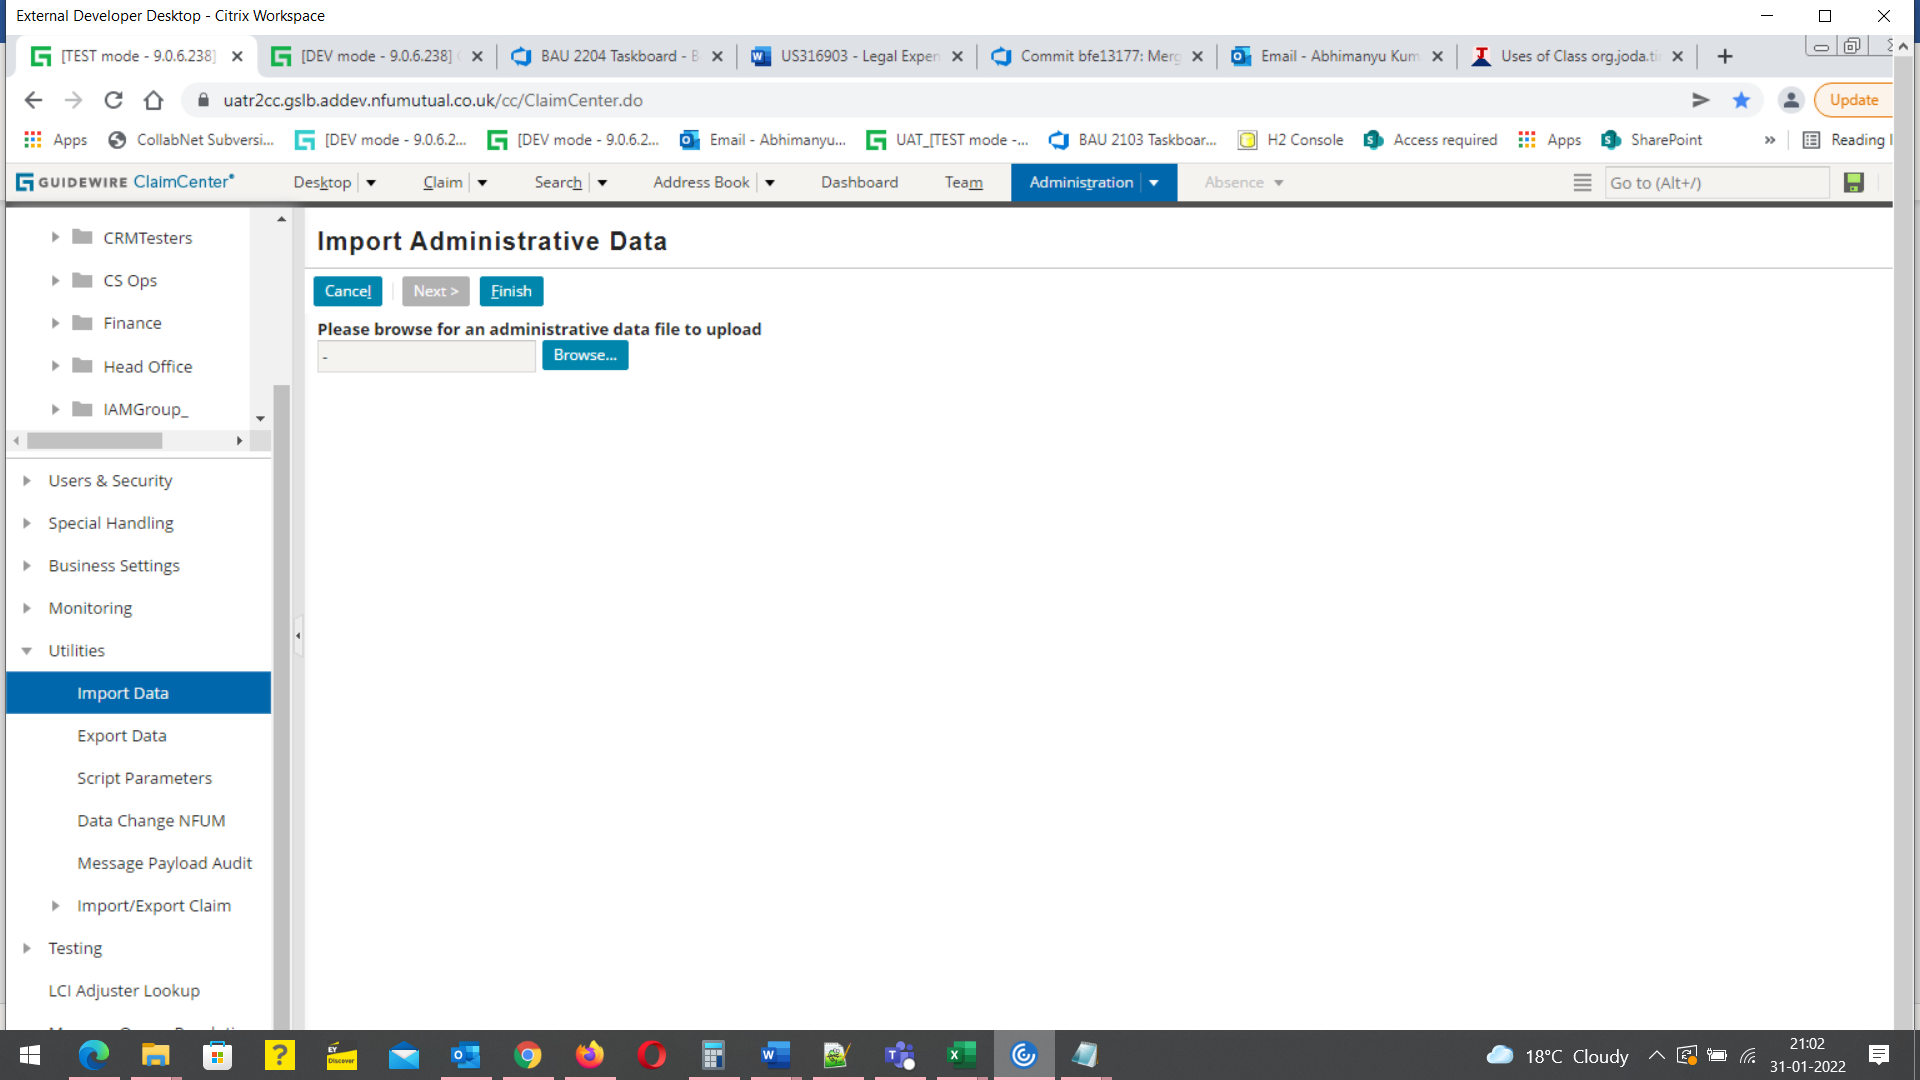 External Developer Desktop - Citrix Workspace
[TEST mode - 9.0.6.238]
[DEV mode - 9.0.6.238]
BAU 2204 Taskboard - B
US316903 - Legal Expen
Commit bfe13177: Merg
Email - Abhimanyu Kum
Uses of Class org.joda.ti
uatr2cc.gslb.addev.nfumutual.co.uk/cc/ClaimCenter.do
Update
Apps
CollabNet Subversi...
[DEV mode - 9.0.6.2...
[DEV mode - 9.0.6.2...
Email - Abhimanyu...
UAT_[TEST mode -...
BAU 2103 Taskboar...
H2 Console
Access required
Apps
SharePoint
»
Reading l
GUIDEWIRE ClaimCenter
Desktop
Claim
Search
Address Book
Dashboard
Team
Administration
Absence
Go to (Alt+/)
CRMTesters
CS Ops
Finance
Head Office
IAMGroup_
Users & Security
Special Handling
Business Settings
Monitoring
Utilities
Import Data
Export Data
Script Parameters
Data Change NFUM
Message Payload Audit
Import/Export Claim
Testing
LCI Adjuster Lookup
Import Administrative Data
Cancel
Next >
Finish
Please browse for an administrative data file to upload
-
Browse...
EY
Discover
18°C Cloudy
21:02
31-01-2022